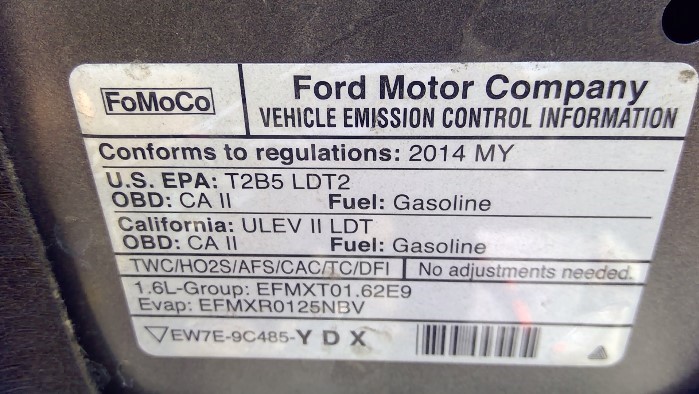 FoMoCo
Ford Motor Company
VEHICLE EMISSION CONTROL INFORMATION
Conforms to regulations: 2014 MY
U.S. EPA: T2B5 LDT2
OBD: CA II Fuel: Gasoline
California: ULEV II LDT
OBD: CA II Fuel: Gasoline
TWC/HO2S/AFS/CAC/TC/DFI No adjustments needed.
1.6L-Group: EFMXT01.62E9
Evap: EFMXR0125NBV
EW7E-9C485-Y D X